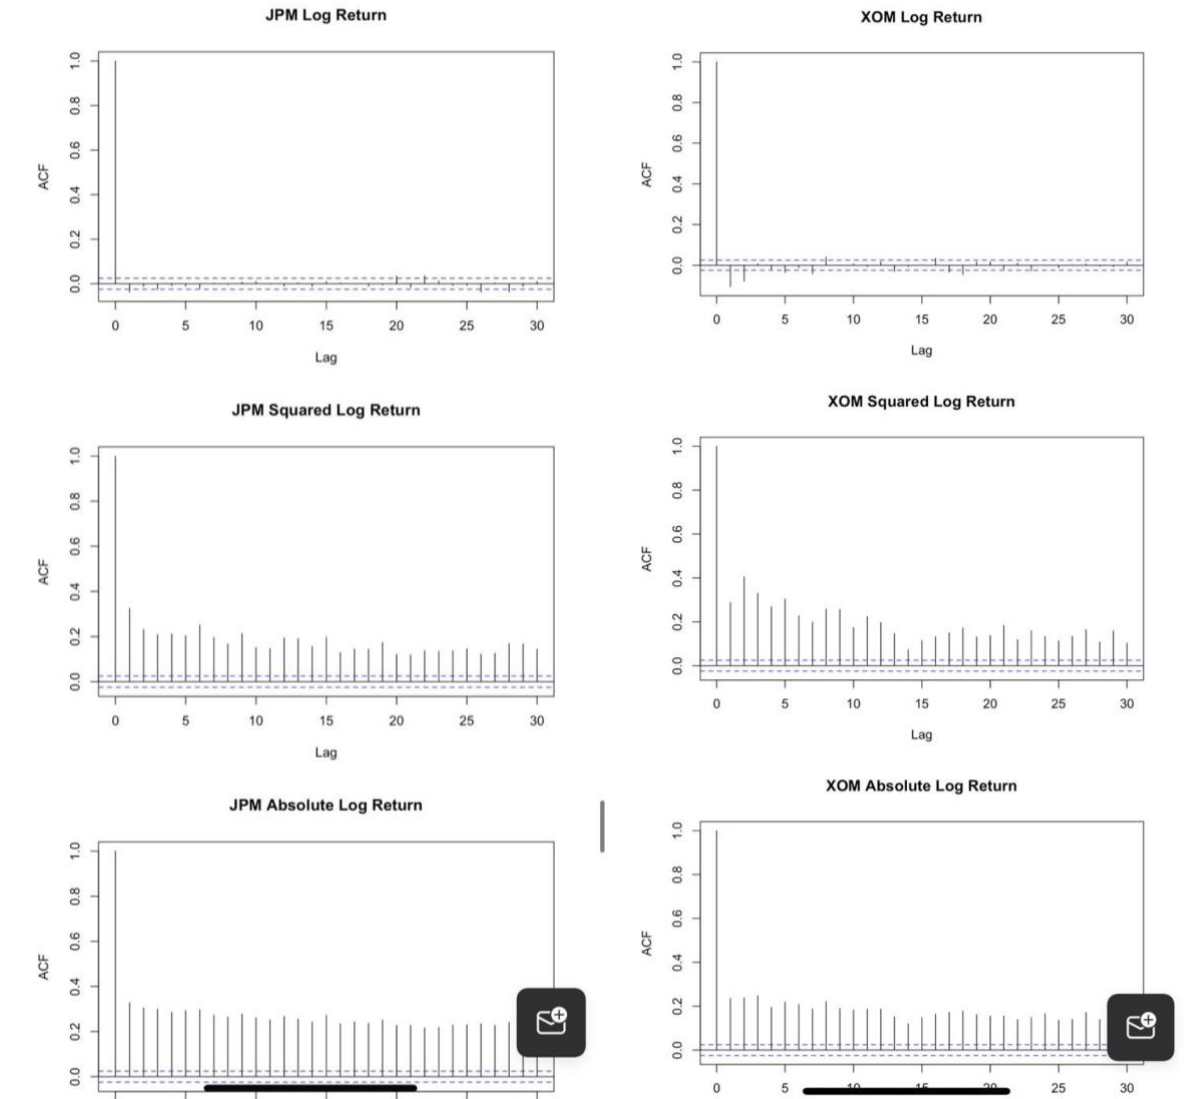 JPM Log Return
ACF
0.0 0.2 0.4 0.6 0.8 1.0
0 5 10 15 20 25 30
Lag
XOM Log Return
ACF
0.0 0.2 0.4 0.6 0.8 1.0
0 5 10 15 20 25 30
Lag
JPM Squared Log Return
ACF
0.0 0.2 0.4 0.6 0.8 1.0
0 5 10 15 20 25 30
Lag
XOM Squared Log Return
ACF
0.0 0.2 0.4 0.6 0.8 1.0
0 5 10 15 20 25 30
Lag
JPM Absolute Log Return
ACF
0.0 0.2 0.4 0.6 0.8 1.0
XOM Absolute Log Return
ACF
0.0 0.2 0.4 0.6 0.8 1.0
0 5 10 15 20 25 30